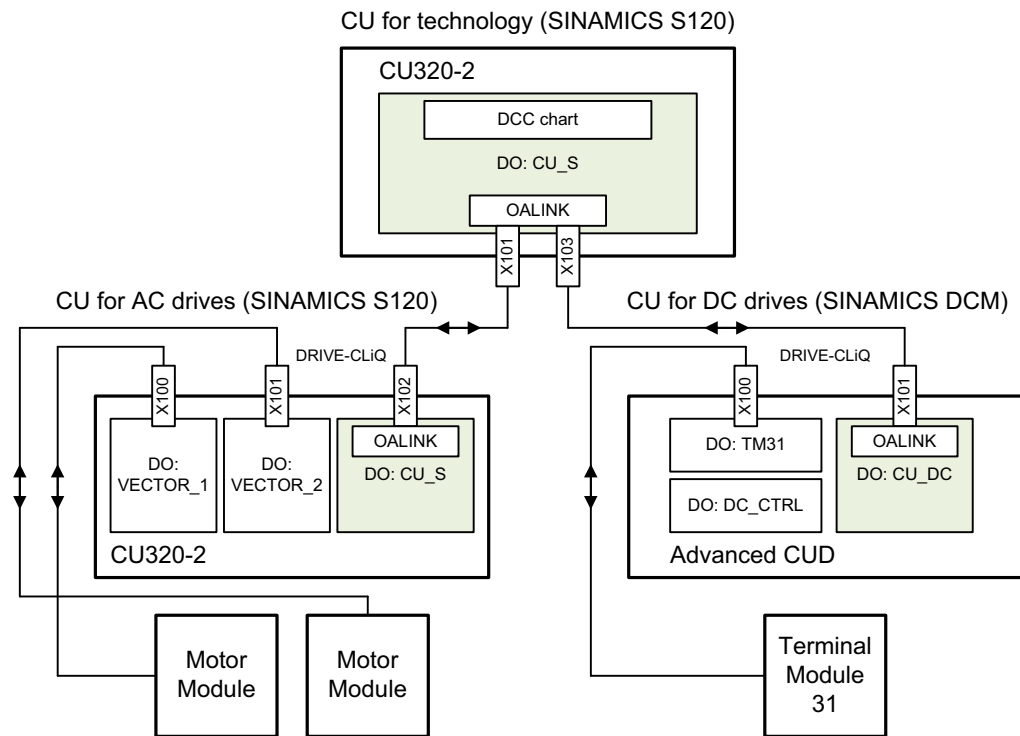 CU for technology (SINAMICS S120)
CU320-2
DCC chart
DO: CU_S
OALINK
X101
X103
CU for AC drives (SINAMICS S120)
CU for DC drives (SINAMICS DCM)
DRIVE-CLiQ
DRIVE-CLiQ
X100
X101
X102
X100
X101
DO:
VECTOR_1
DO:
VECTOR_2
OALINK
DO: CU_S
CU320-2
DO: TM31
DO: DC_CTRL
OALINK
DO: CU_DC
Advanced CUD
Motor
Module
Motor
Module
Terminal
Module
31